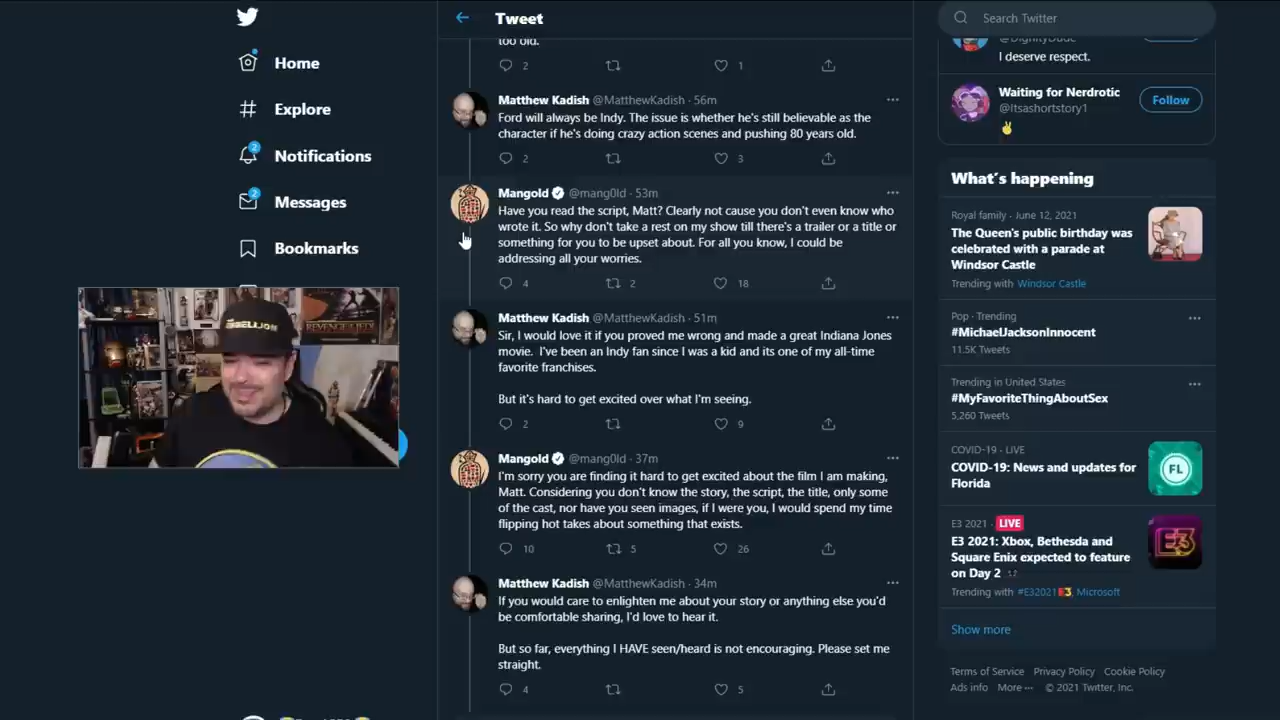 Home
Explore
Notifications
2
Messages
2
Bookmarks
REBELLION
REVENGE
JEDI
Tweet
too old.
2
1
Matthew Kadish @MatthewKadish · 56m
Ford will always be Indy. The issue is whether he's still believable as the
character if he's doing crazy action scenes and pushing 80 years old.
2
3
Mangold @mang0ld · 53m
Have you read the script, Matt? Clearly not cause you don't even know who
wrote it. So why don't take a rest on my show till there's a trailer or a title or
something for you to be upset about. For all you know, I could be
addressing all your worries.
4
2
18
Matthew Kadish @MatthewKadish · 51m
Sir, I would love it if you proved me wrong and made a great Indiana Jones
movie. I've been an Indy fan since I was a kid and its one of my all-time
favorite franchises.
But it's hard to get excited over what I'm seeing.
2
9
Mangold @mang0ld · 37m
I'm sorry you are finding it hard to get excited about the film I am making,
Matt. Considering you don't know the story, the script, the title, only some
of the cast, nor have you seen images, if I were you, I would spend my time
flipping hot takes about something that exists.
10
5
26
Matthew Kadish @MatthewKadish · 34m
If you would care to enlighten me about your story or anything else you'd
be comfortable sharing, I'd love to hear it.
But so far, everything I HAVE seen/heard is not encouraging. Please set me
straight.
4
5
Search Twitter
@DignityDude
I deserve respect.
Waiting for Nerdrotic
@Itsashortstory1
Follow
What's happening
Royal family · June 12, 2021
The Queen's public birthday was
celebrated with a parade at
Windsor Castle
Trending with Windsor Castle
Pop · Trending
#MichaelJacksonInnocent
11.5K Tweets
Trending in United States
#MyFavoriteThingAboutSex
5,260 Tweets
COVID-19 · LIVE
COVID-19: News and updates for
Florida
FL
E3 2021 · LIVE
E3 2021: Xbox, Bethesda and
Square Enix expected to feature
on Day 2
E3
Trending with #E32021, Microsoft
Show more
Terms of Service Privacy Policy Cookie Policy
Ads info More ··· © 2021 Twitter, Inc.